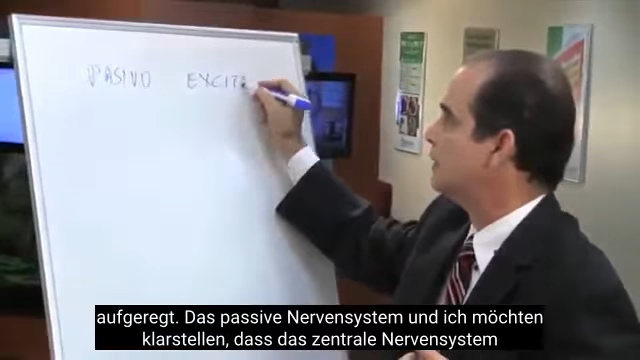 PASIVO EXCITA
aufgeregt. Das passive Nervensystem und ich möchten
klarstellen, dass das zentrale Nervensystem